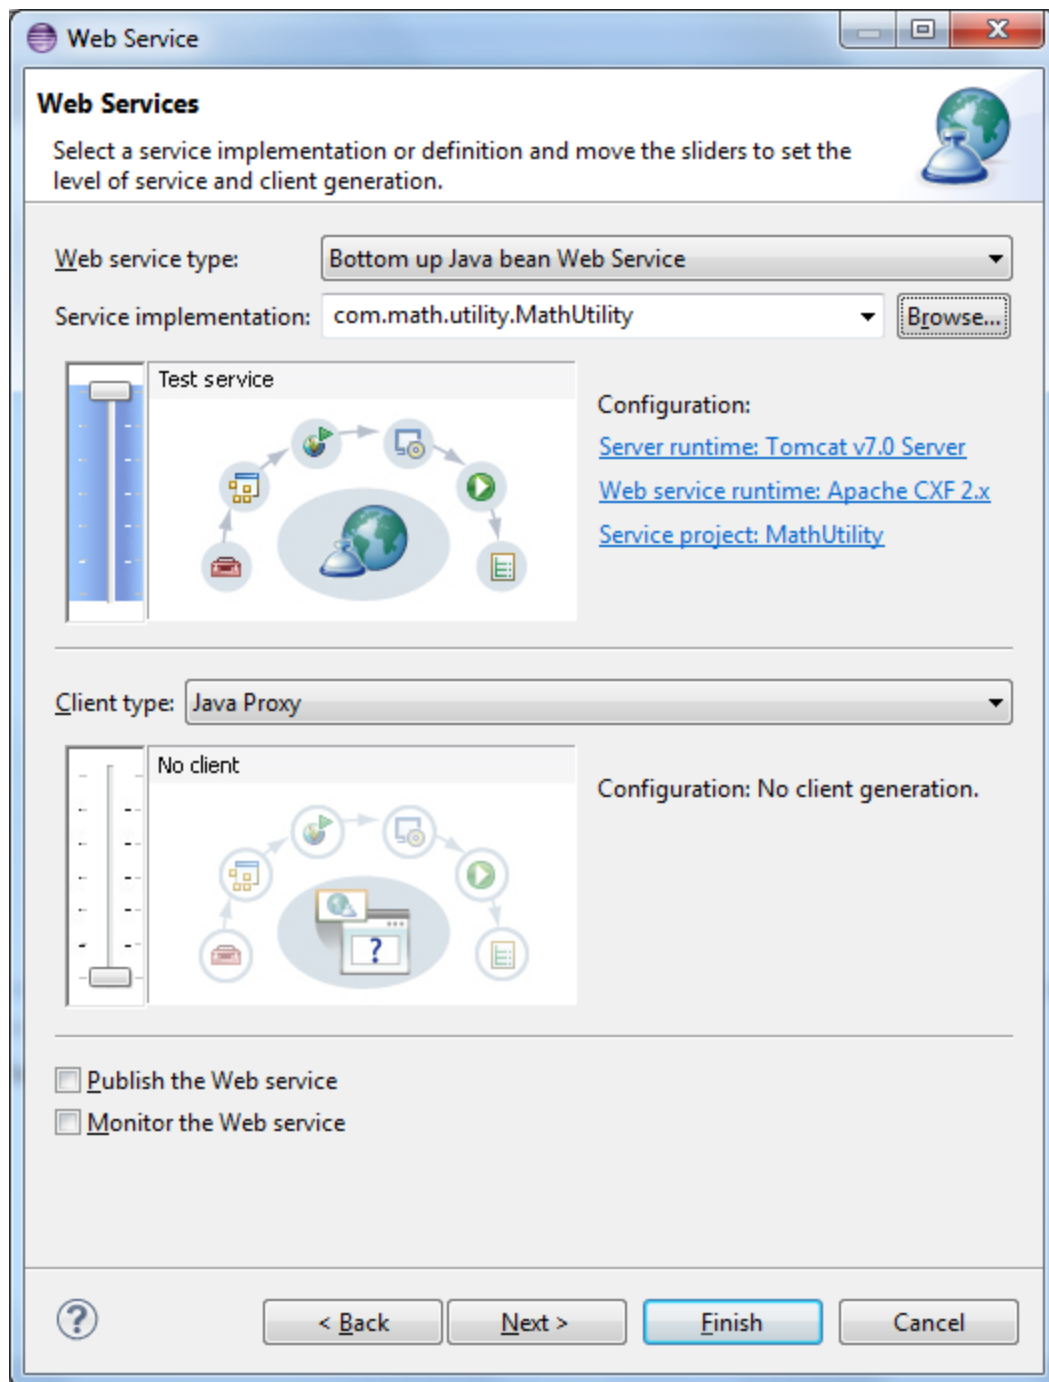 Web Service
Web Services
Select a service implementation or definition and move the sliders to set the
level of service and client generation.
Web service type: Bottom up Java bean Web Service
Service implementation: com.math.utility.MathUtility Browse...
Test service
Configuration:
Server runtime: Tomcat v7.0 Server
Web service runtime: Apache CXF 2.x
Service project: MathUtility
Client type: Java Proxy
No client
Configuration: No client generation.
?
Publish the Web service
Monitor the Web service
? < Back Next > Finish Cancel